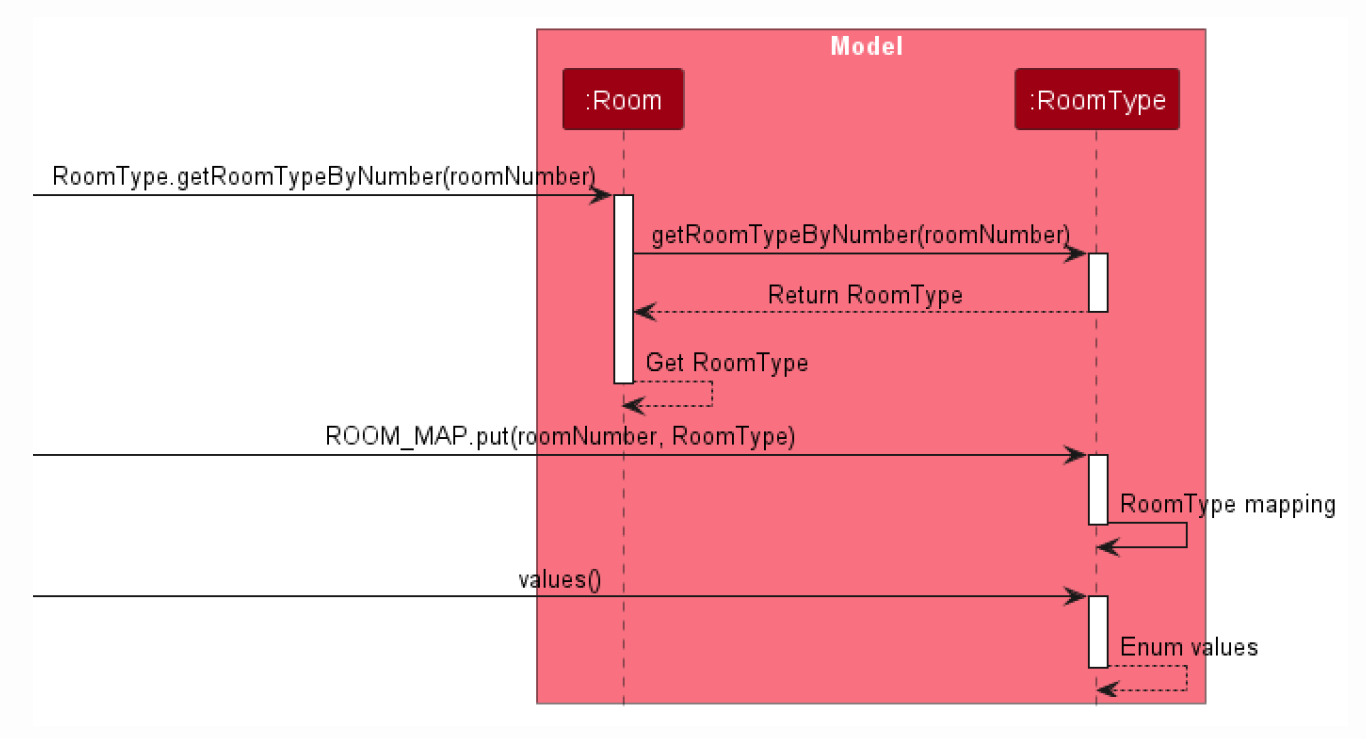 Model
:Room
:RoomType
RoomType.getRoomTypeByNumber(roomNumber)
getRoomTypeByNumber(roomNumber)
Return RoomType
Get RoomType
ROOM_MAP.put(roomNumber, RoomType)
RoomType mapping
values()
Enum values